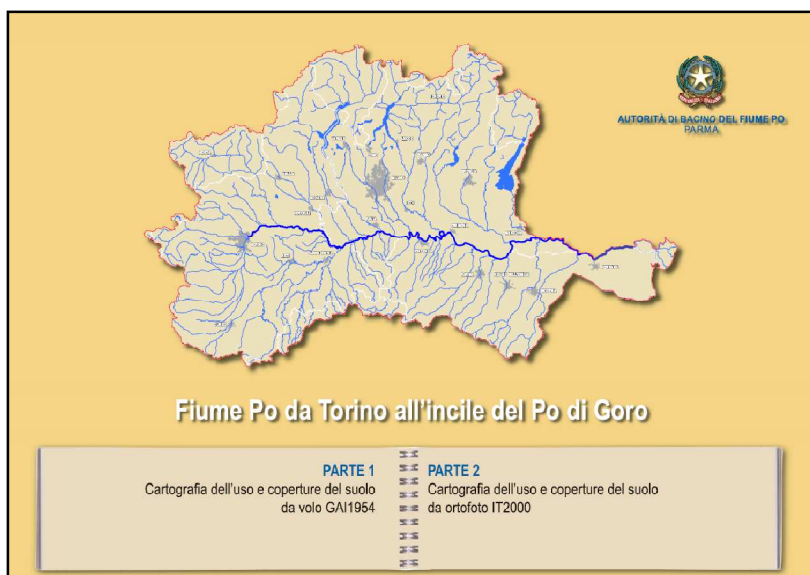 AUTORITÀ DI BACINO DEL FIUME PO
PARMA
Fiume Po da Torino all'incile del Po di Goro
PARTE 1
Cartografia dell'uso e coperture del suolo
da volo GAI1954
PARTE 2
Cartografia dell'uso e coperture del suolo
da ortofoto IT2000